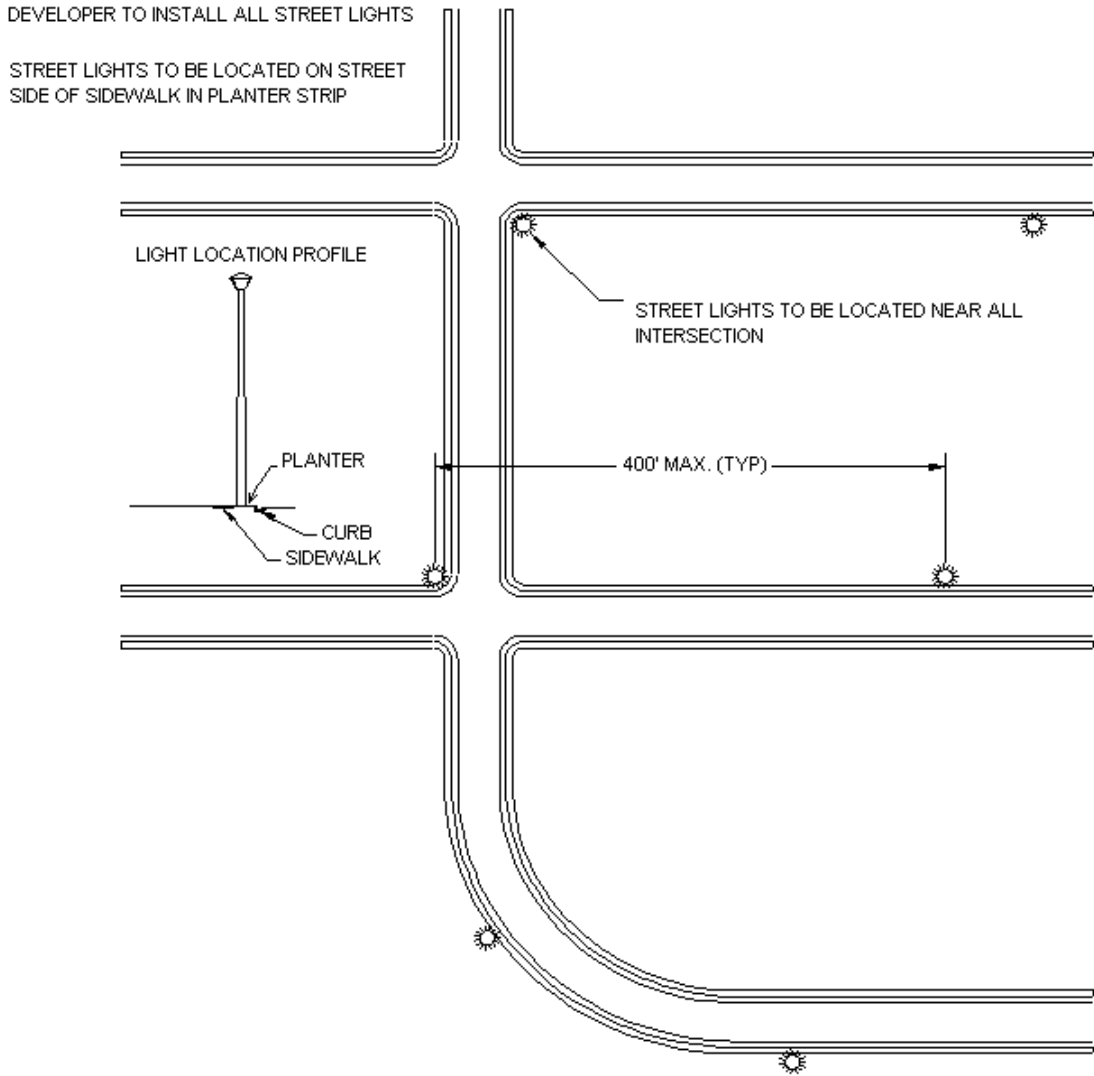 DEVELOPER TO INSTALL ALL STREET LIGHTS
STREET LIGHTS TO BE LOCATED ON STREET
SIDE OF SIDEWALK IN PLANTER STRIP
LIGHT LOCATION PROFILE
STREET LIGHTS TO BE LOCATED NEAR ALL
INTERSECTION
PLANTER
400' MAX. (TYP)
CURB
SIDEWALK